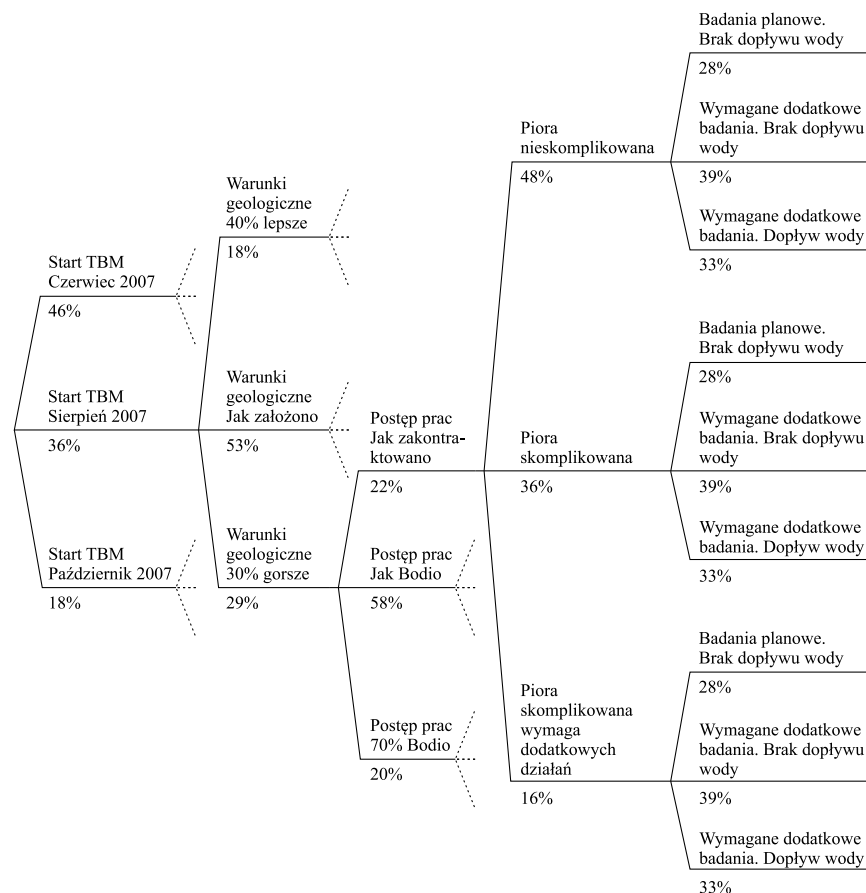 Start TBM
Czerwiec 2007
46%
Start TBM
Sierpień 2007
36%
Start TBM
Październik 2007
18%
Warunki
geologiczne
40% lepsze
18%
Warunki
geologiczne
Jak założono
53%
Warunki
geologiczne
30% gorsze
29%
Postęp prac
Jak zakontra-
ktowano
22%
Postęp prac
Jak Bodio
58%
Postęp prac
70% Bodio
20%
Piora
nieskomplikowana
48%
Piora
skomplikowana
36%
Piora
skomplikowana
wymaga
dodatkowych
działań
16%
Badania planowe.
Brak dopływu wody
28%
Wymagane dodatkowe
badania. Brak dopływu
wody
39%
Wymagane dodatkowe
badania. Dopływ wody
33%
Badania planowe.
Brak dopływu wody
28%
Wymagane dodatkowe
badania. Brak dopływu
wody
39%
Wymagane dodatkowe
badania. Dopływ wody
33%
Badania planowe.
Brak dopływu wody
28%
Wymagane dodatkowe
badania. Brak dopływu
wody
39%
Wymagane dodatkowe
badania. Dopływ wody
33%